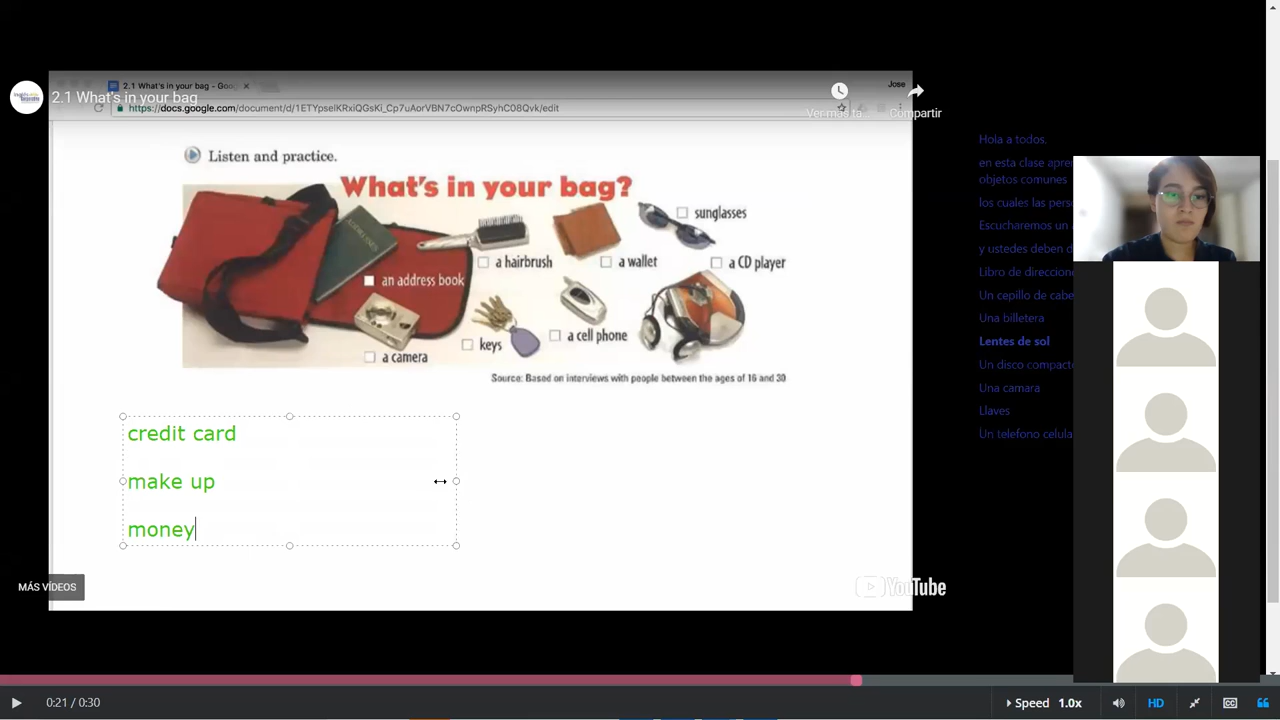 2.1 What's in your bag - Goo
Jose
2.1 What's in your bag
https://docs.google.com/document/d/1ETYpselKRxiQGsKi_Cp7uAorVBN7cOwnpRSyhC08Qvk/edit
Ver más ta...
Compartir
Listen and practice.
What's in your bag?
sunglasses
a hairbrush
a wallet
a CD player
an address book
a camera
keys
a cell phone
Source: Based on interviews with people between the ages of 16 and 30
credit card
make up
money
MÁS VÍDEOS
YouTube
Hola a todos.
en esta clase apre
objetos comunes
los cuales las pers
Escucharemos un
y ustedes deben d
Libro de direccion
Un cepillo de cabe
Una billetera
Lentes de sol
Un disco compact
Una camara
Llaves
Un telefono celula
0:21 / 0:30
Speed 1.0x
HD
CC